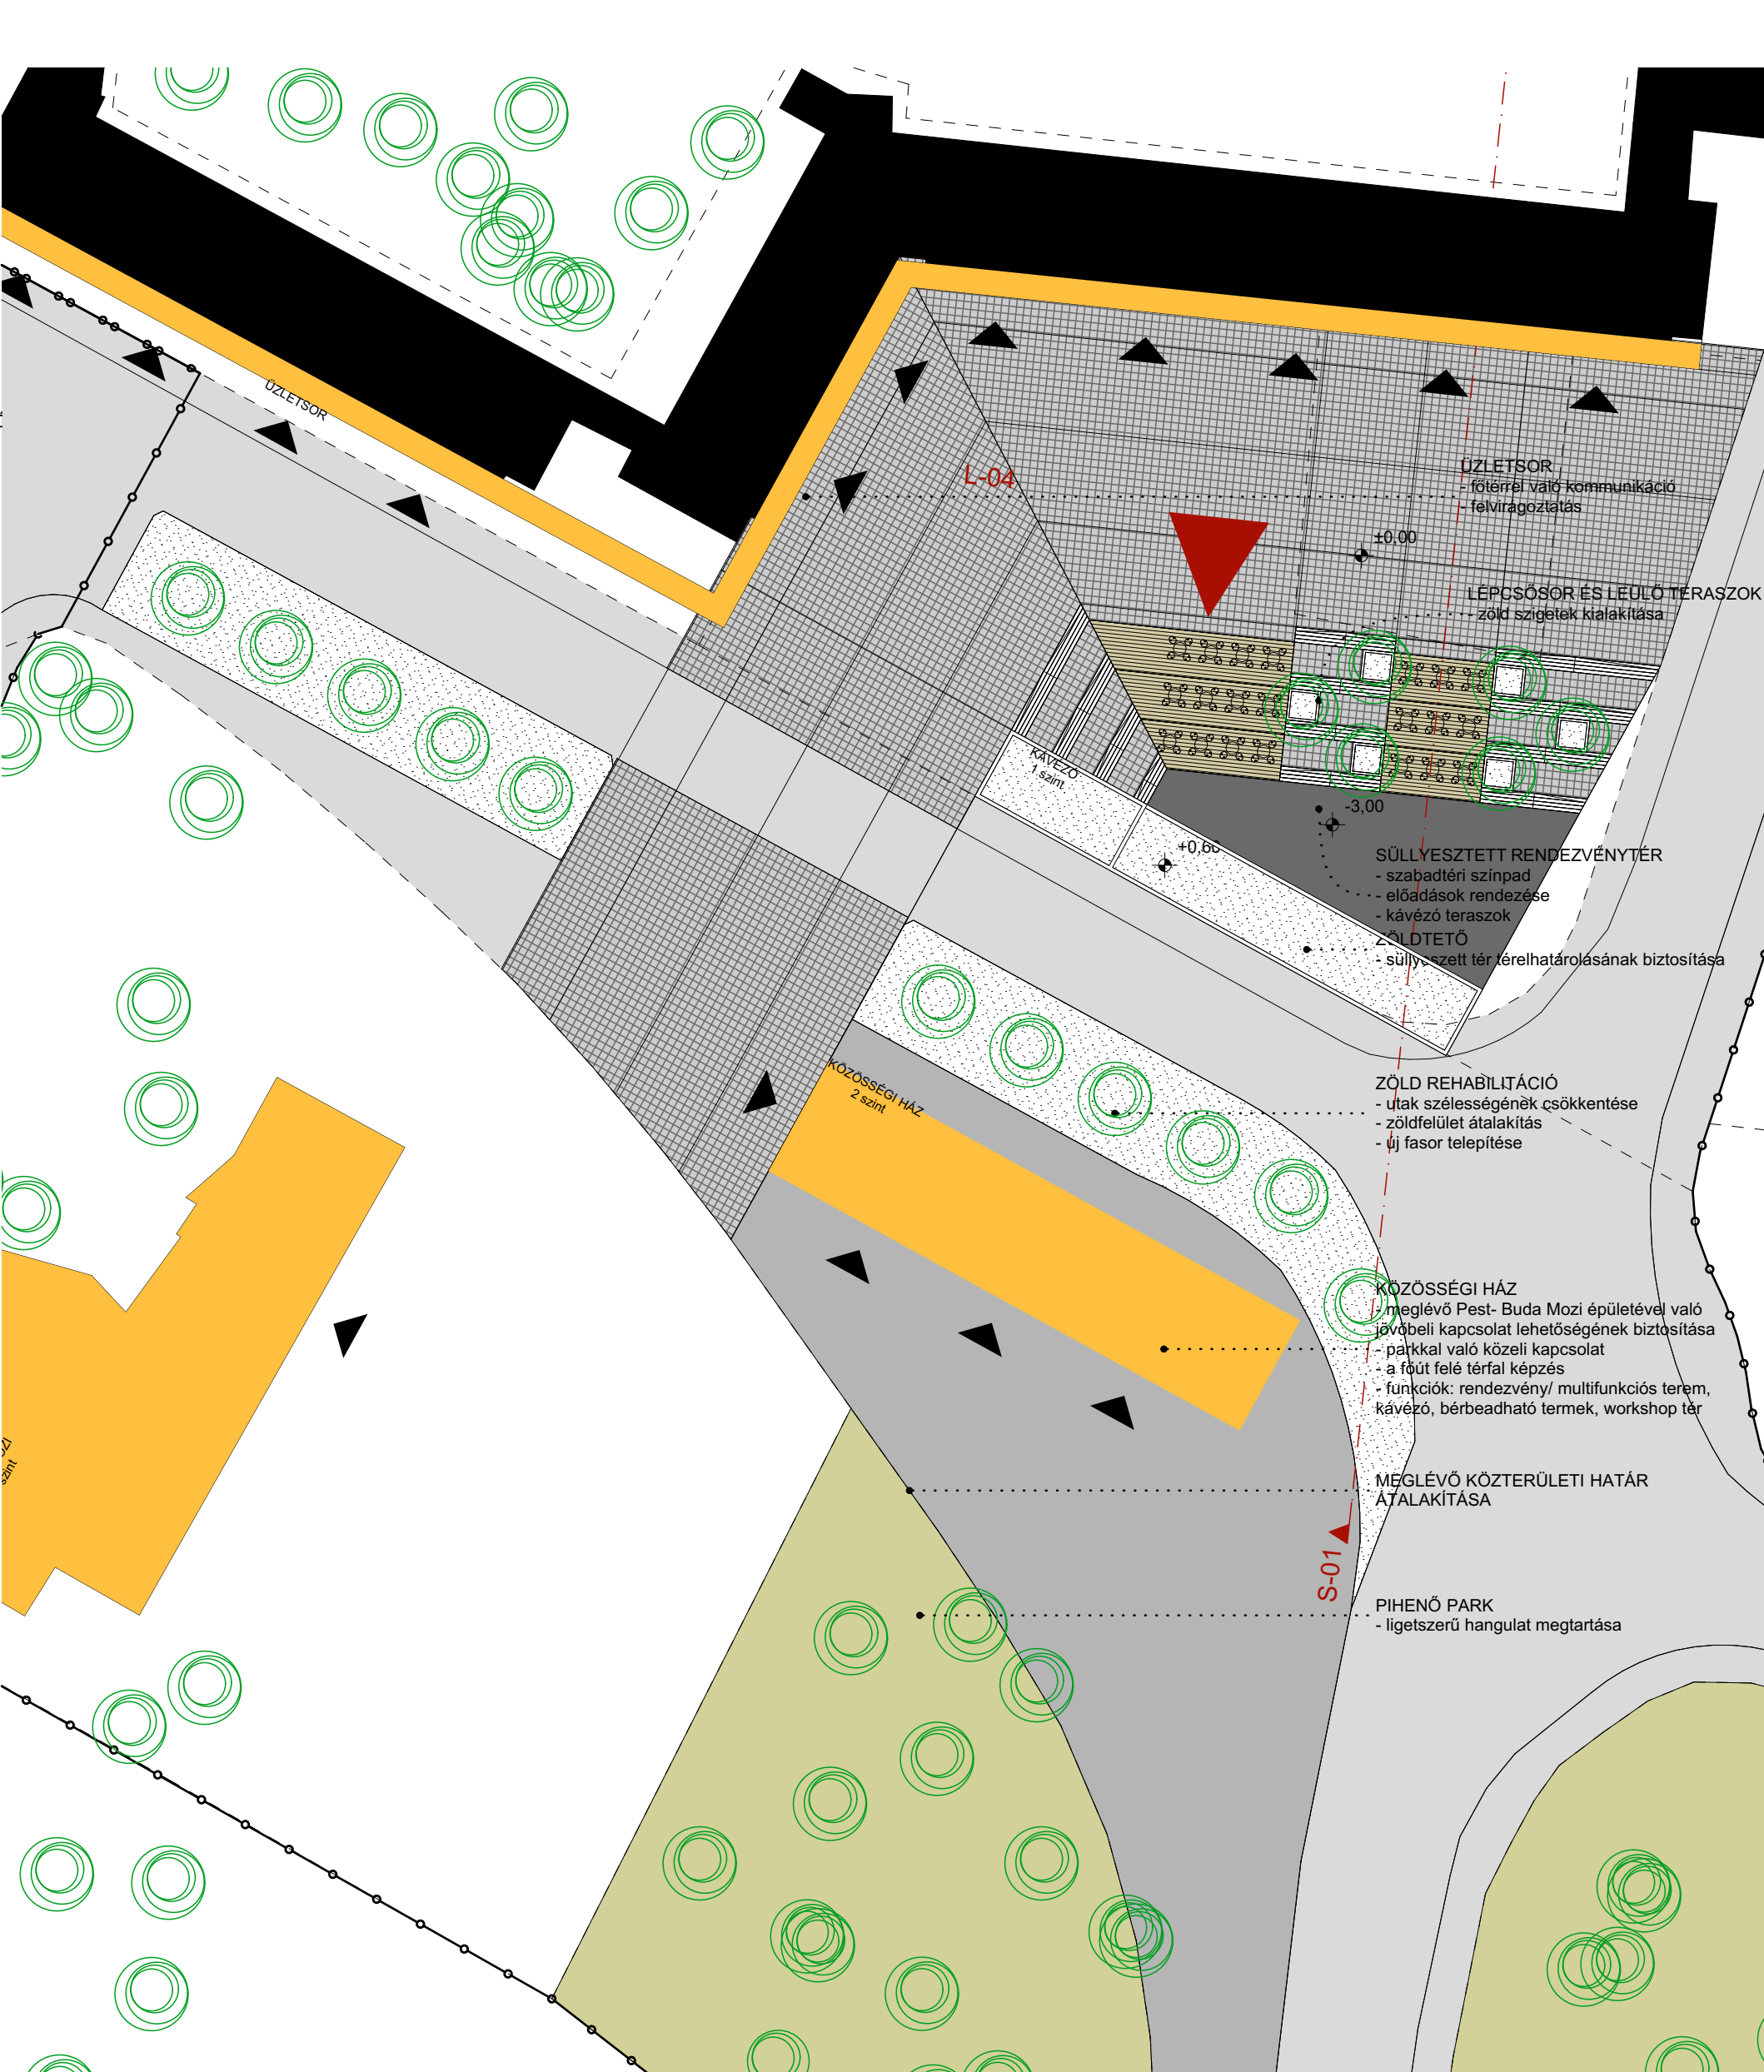 ÜZLETSOR
L-04
ÜZLETSOR
- főtérrel való kommunikáció
- felvirágoztatás
±0,00
LÉPCSŐSOR ÉS LEÜLŐ TERASZOK
- zöld szigetek kialakítása
KÁVÉZÓ
1 szint
-3,00
+0,60
SÜLLYESZTETT RENDEZVÉNYTÉR
- szabadtéri színpad
- előadások rendezése
- kávézó teraszok
ZÖLDTETŐ
- süllyeszett tér térelhatárolásának biztosítása
KÖZÖSSÉGI HÁZ
2 szint
ZÖLD REHABILITÁCIÓ
- utak szélességének csökkentése
- zöldfelület átalakítás
- új fasor telepítése
KÖZÖSSÉGI HÁZ
- meglévő Pest- Buda Mozi épületével való
jövőbeli kapcsolat lehetőségének biztosítása
- parkkal való közeli kapcsolat
- a főút felé térfal képzés
- funkciók: rendezvény/ multifunkciós terem,
kávézó, bérbeadható termek, workshop tér
MEGLÉVŐ KÖZTERÜLETI HATÁR
ÁTALAKÍTÁSA
S-01
PIHENŐ PARK
- ligetszerű hangulat megtartása
szint